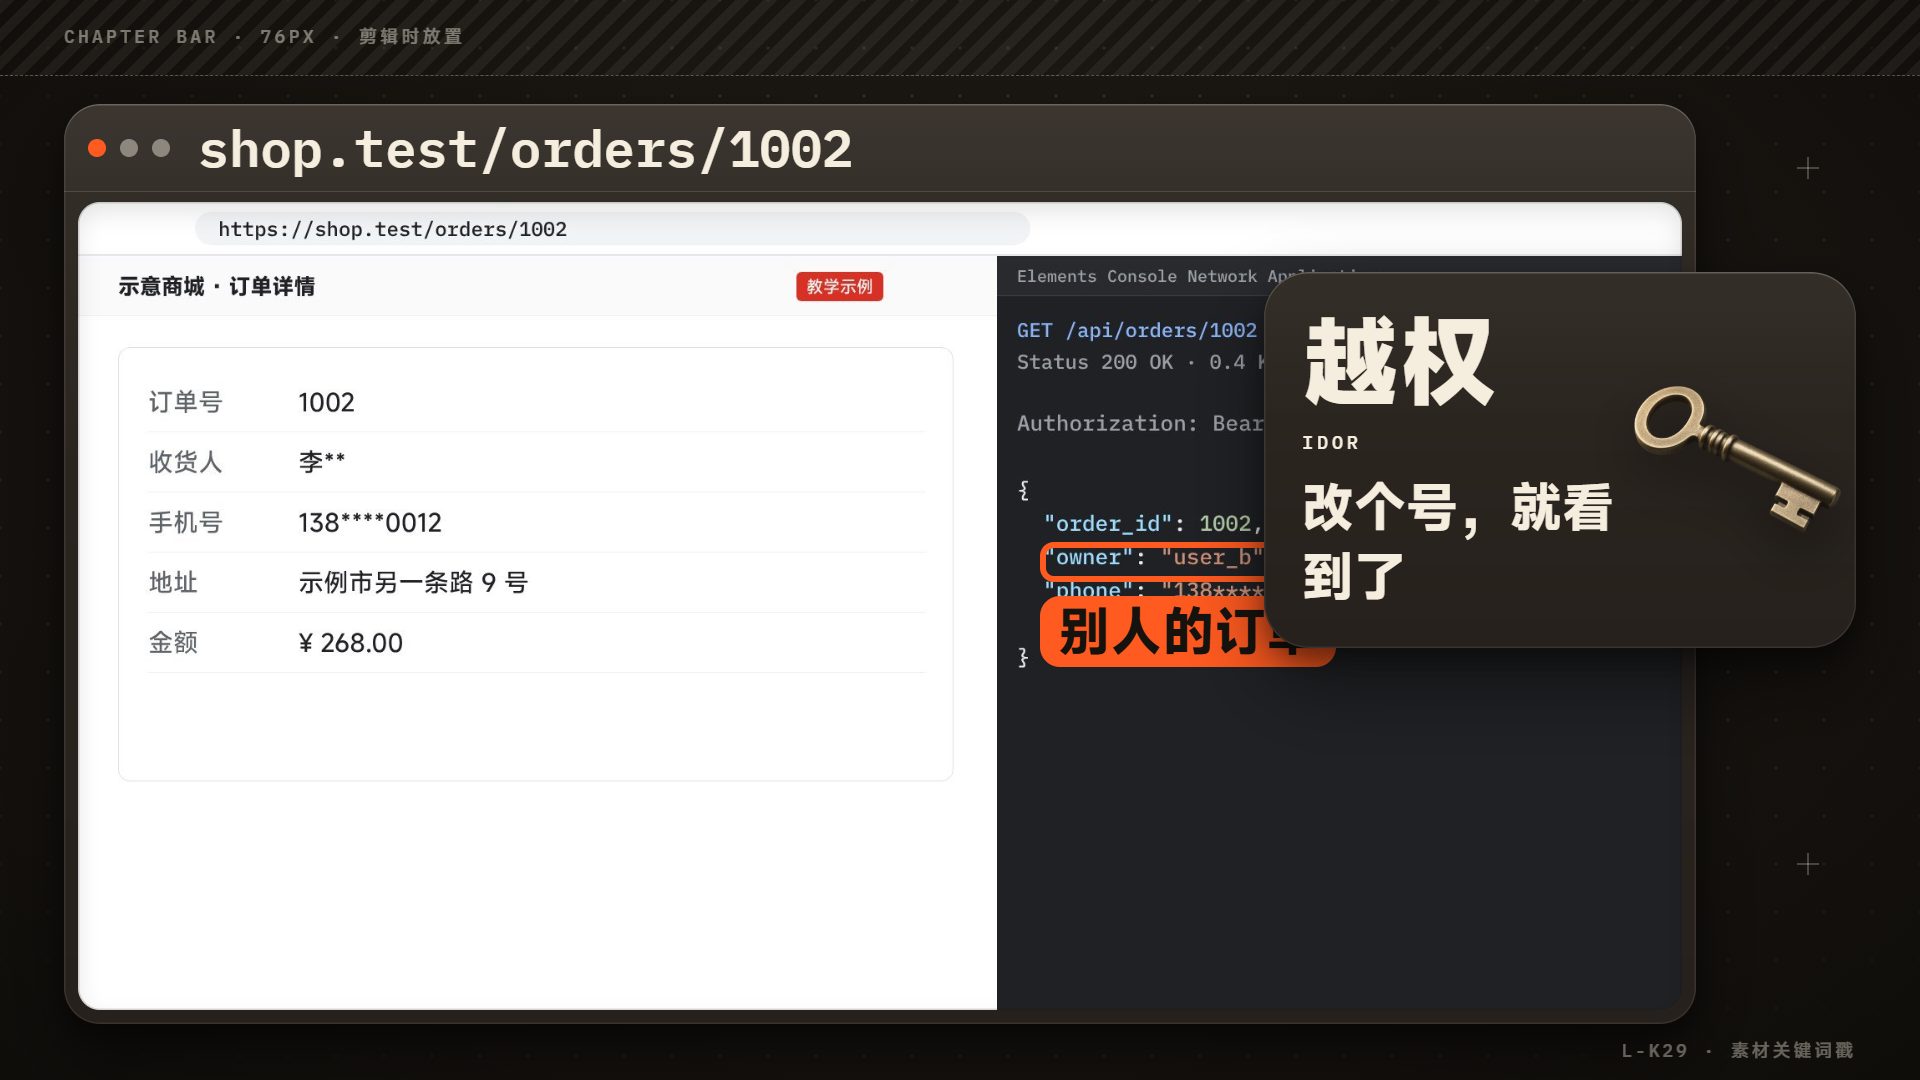 CHAPTER BAR · 76PX · 剪辑时放置
shop.test/orders/1002
https://shop.test/orders/1002
示意商城 · 订单详情
教学示例
订单号 1002
收货人 李**
手机号 138****0012
地址 示例市另一条路 9 号
金额 ¥ 268.00
Elements Console Network
GET /api/orders/1002
Status 200 OK · 0.4
Authorization:
{
"order_id": 1002,
"owner": "user_b"
"phone": "138****
别人的订
}
越权
IDOR
改个号，就看
到了
L-K29 · 素材关键词戳